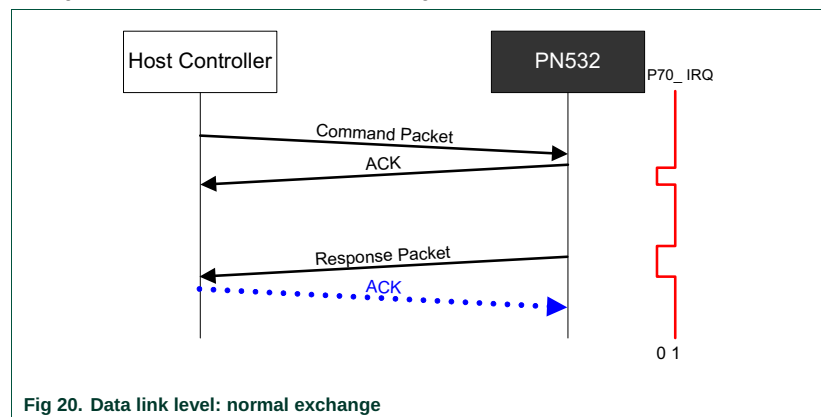 Host Controller
PN532
P70_ IRQ
Command Packet
ACK
Response Packet
ACK
0 1
Fig 20. Data link level: normal exchange